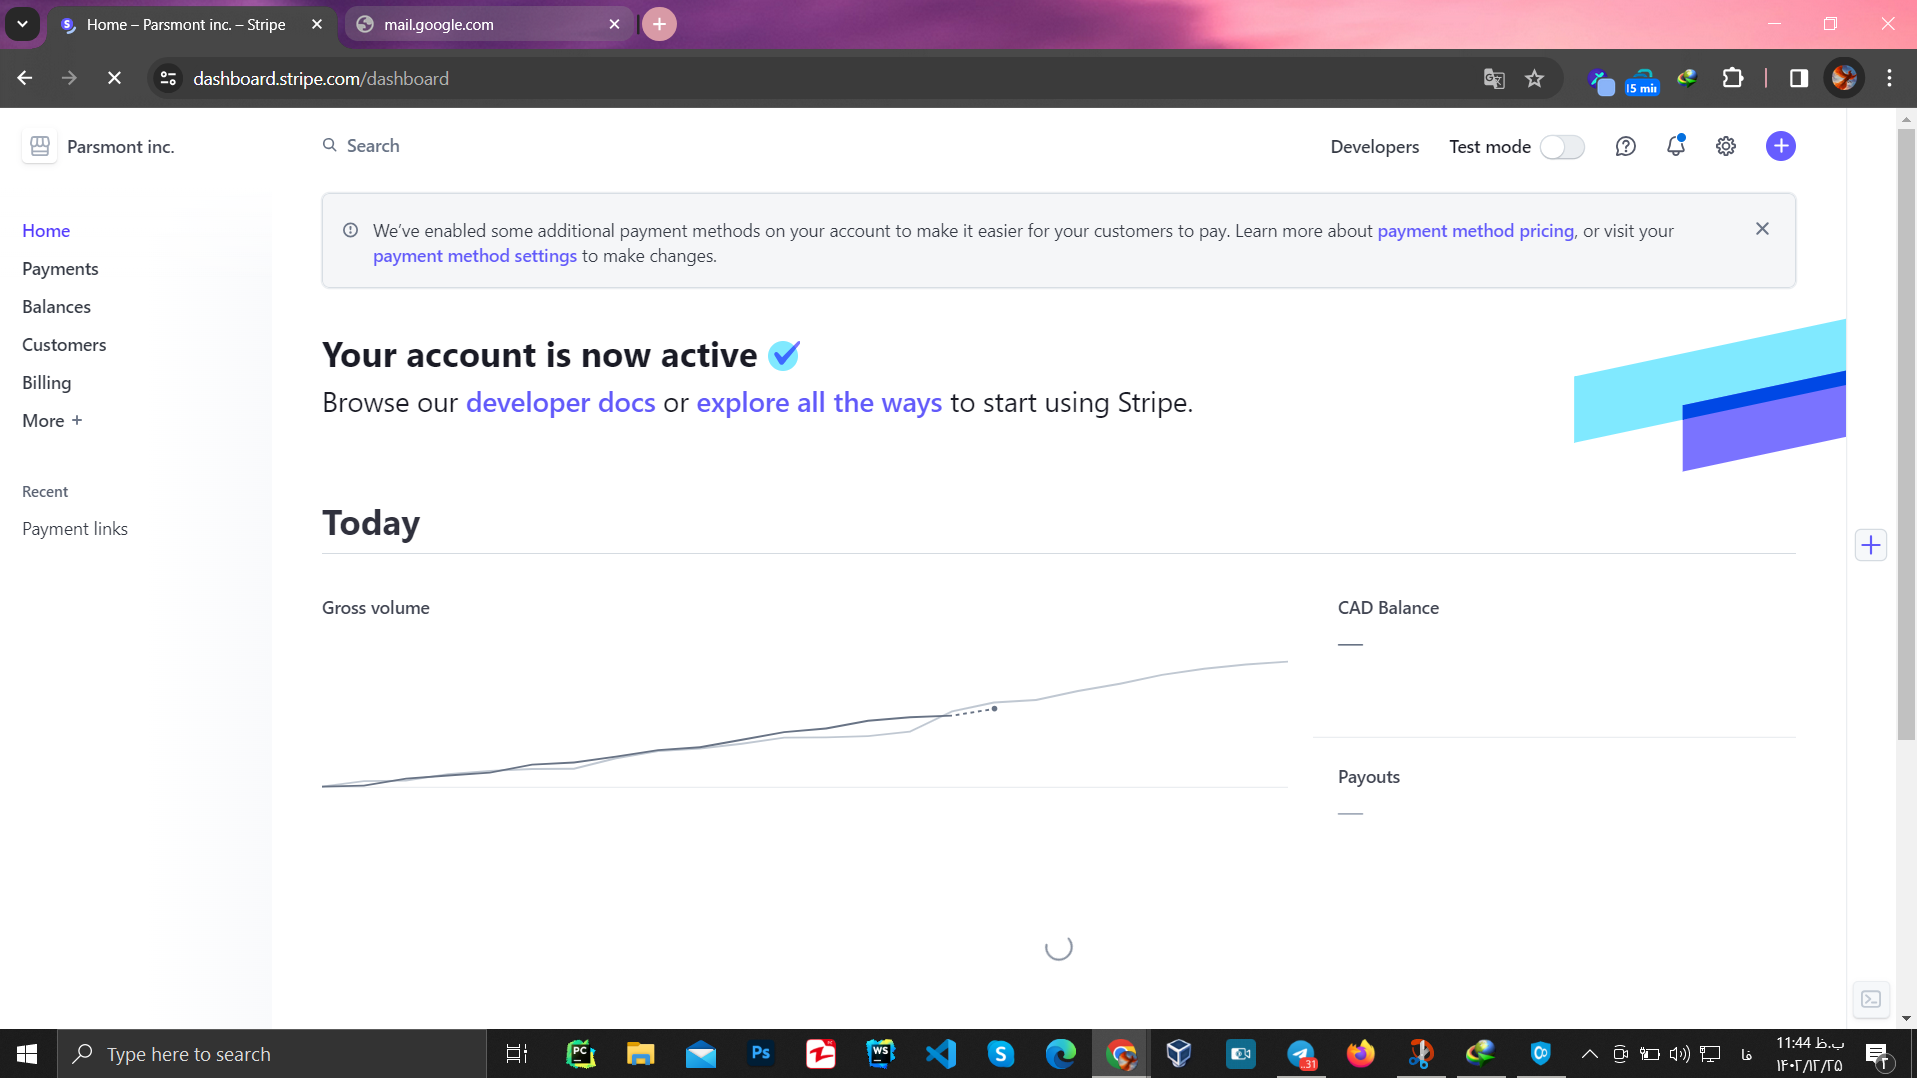 Home – Parsmont inc. – Stripe
mail.google.com
dashboard.stripe.com/dashboard
15 min
Parsmont inc.
Search
Developers
Test mode
We’ve enabled some additional payment methods on your account to make it easier for your customers to pay. Learn more about payment method pricing, or visit your
payment method settings to make changes.
Home
Payments
Balances
Customers
Billing
More +
Recent
Payment links
Your account is now active
Browse our developer docs or explore all the ways to start using Stripe.
Today
Gross volume
CAD Balance
—
Payouts
—
Type here to search
PC
Ps
WS
S
..31
فا
11:44 ب.ظ
۱۴۰۲/۱۲/۲۵
۲